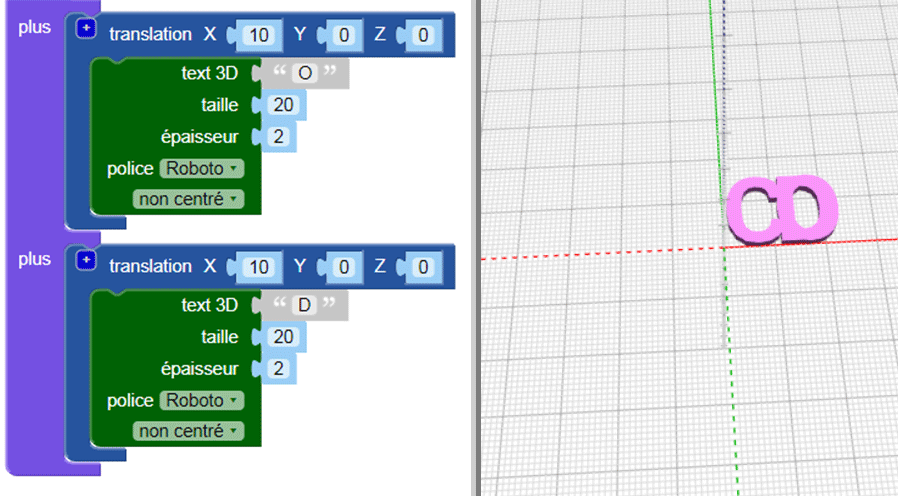 plus + translation X 10 Y 0 Z 0
text 3D “ O ”
taille 20
épaisseur 2
police Roboto
non centré
plus + translation X 10 Y 0 Z 0
text 3D “ D ”
taille 20
épaisseur 2
police Roboto
non centré
CD